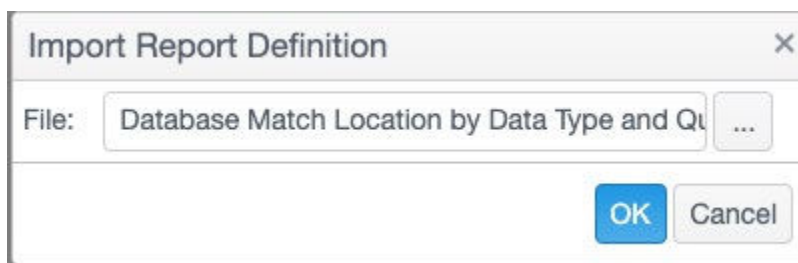 Import Report Definition ×
File: Database Match Location by Data Type and Qu ...
OK Cancel